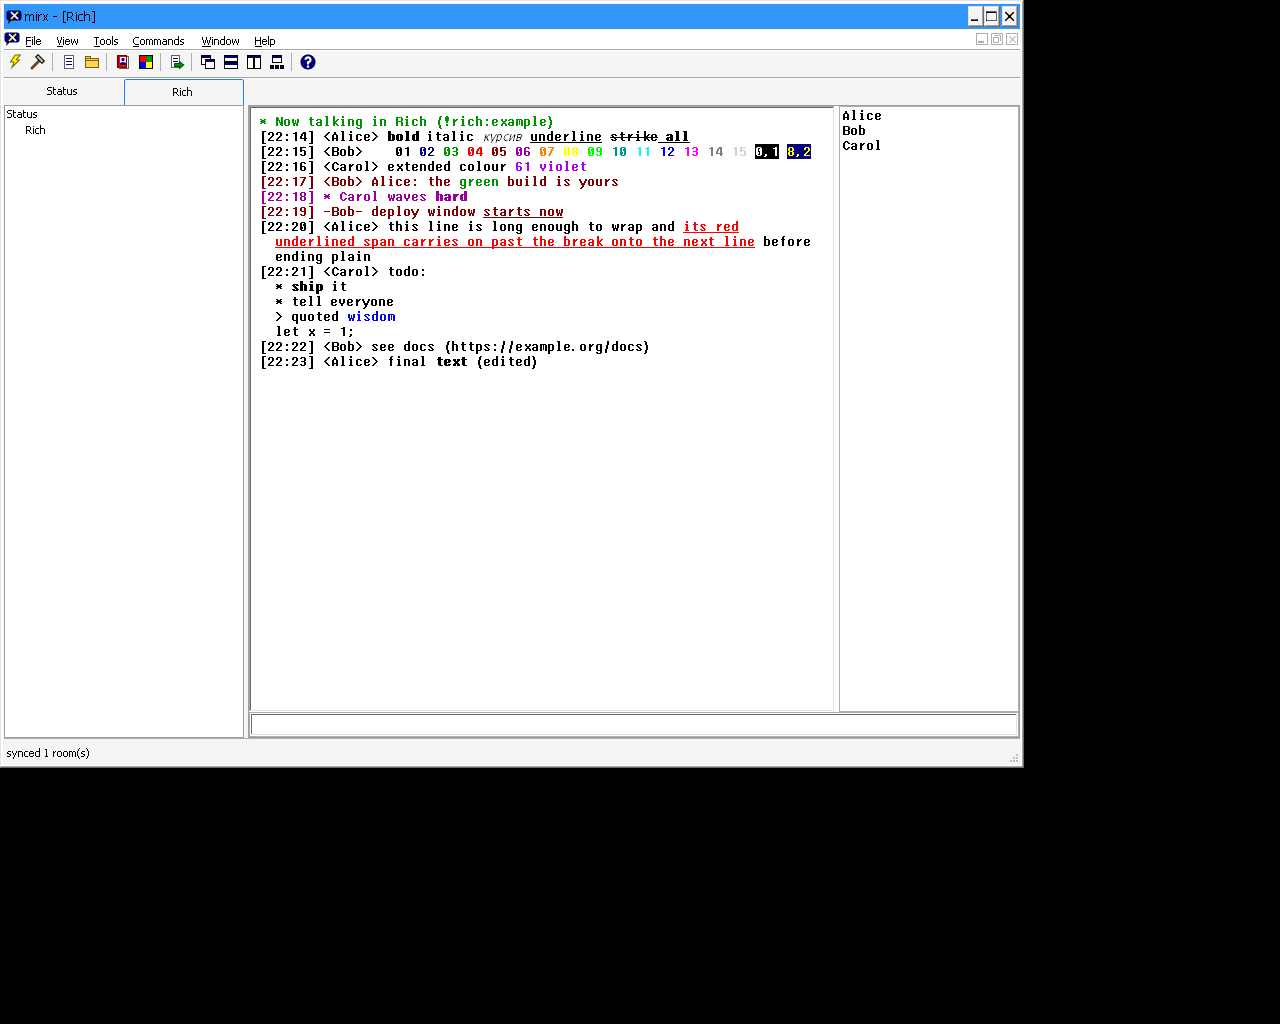 mirx - [Rich]
File View Tools Commands Window Help
Status Rich
Status
Rich
* Now talking in Rich (!rich:example)
[22:14] <Alice> bold italic курсив underline strike all
[22:15] <Bob> 01 02 03 04 05 06 07 08 09 10 11 12 13 14 15 0,1 8,2
[22:16] <Carol> extended colour 61 violet
[22:17] <Bob> Alice: the green build is yours
[22:18] * Carol waves hard
[22:19] -Bob- deploy window starts now
[22:20] <Alice> this line is long enough to wrap and its red
underlined span carries on past the break onto the next line before
ending plain
[22:21] <Carol> todo:
* ship it
* tell everyone
> quoted wisdom
let x = 1;
[22:22] <Bob> see docs (https://example.org/docs)
[22:23] <Alice> final text (edited)
Alice
Bob
Carol
synced 1 room(s)